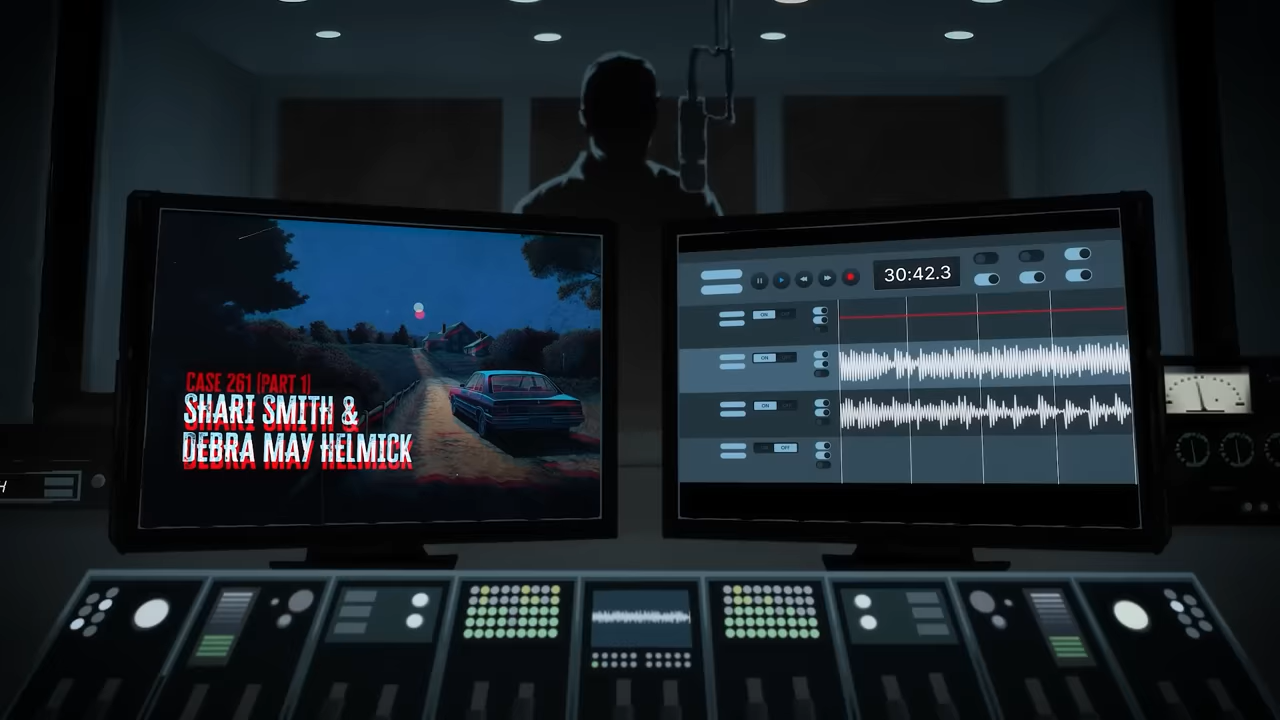 CASE 261 (PART 1)
SHARI SMITH &
DEBRA MAY HELMICK
30:42.3
ON
ON
ON
OFF
H